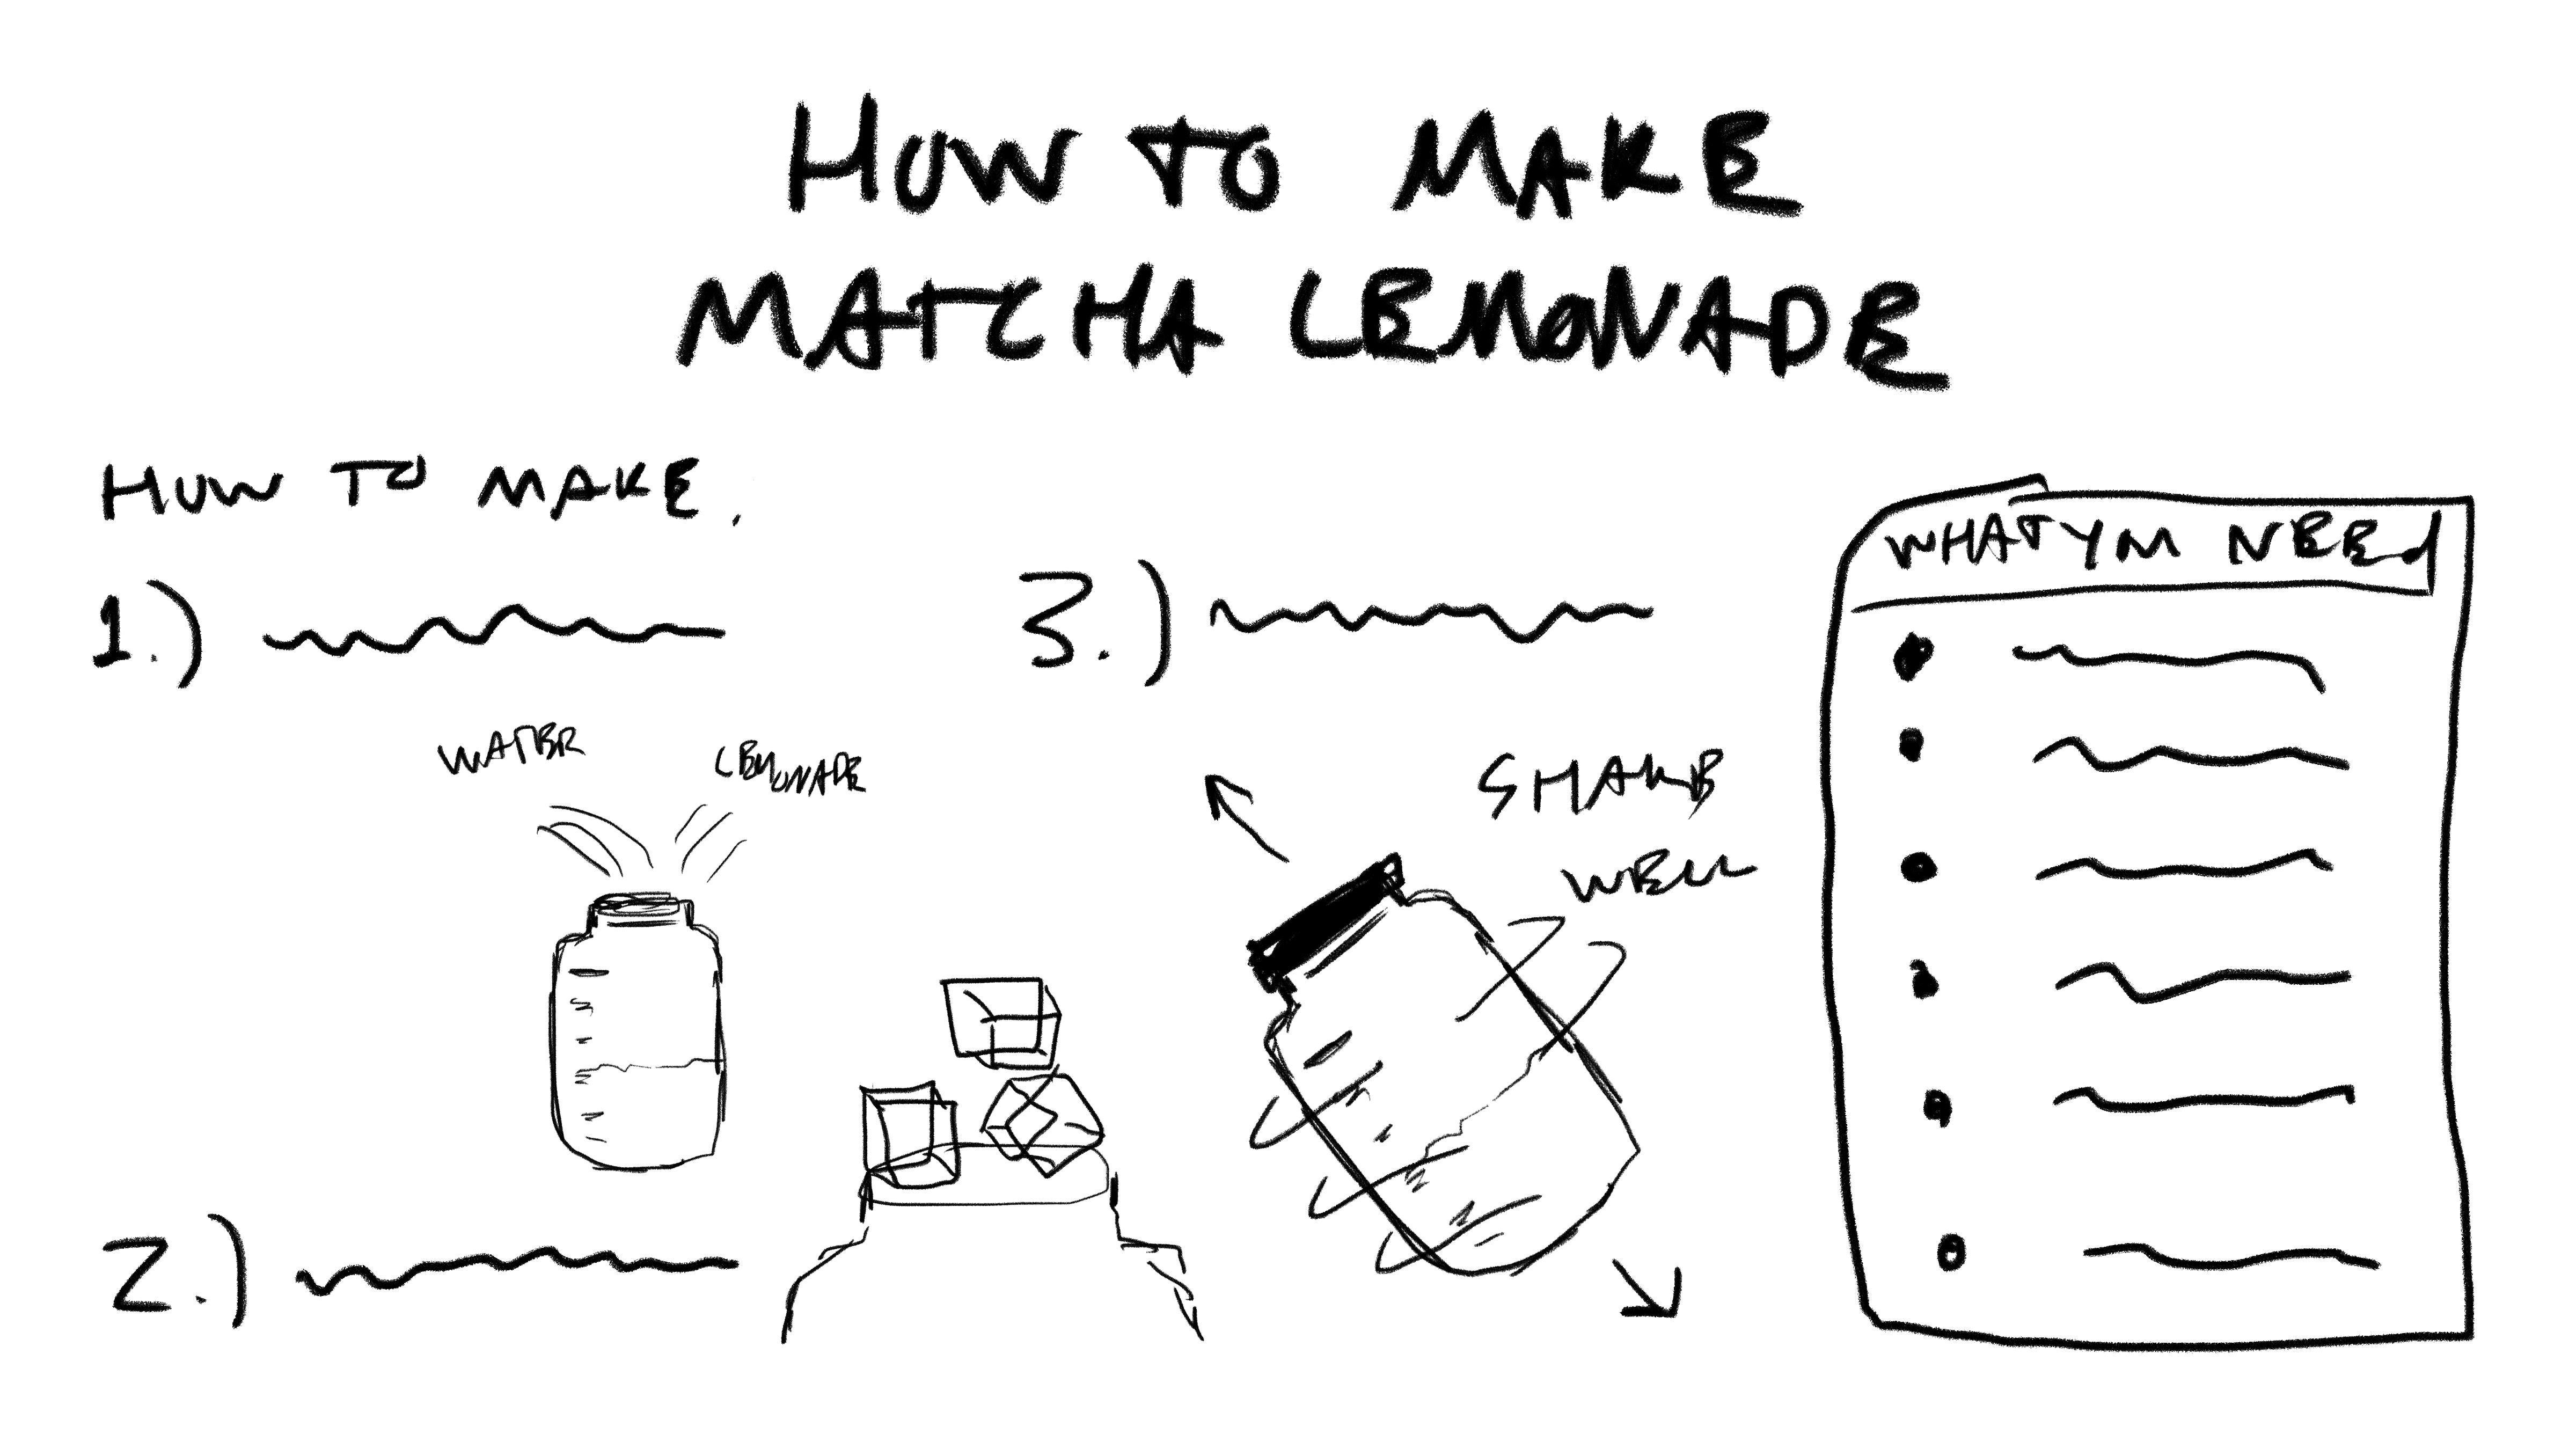 HOW TO MAKE
MATCHA LEMONADE
HOW TO MAKE.
1.)
WATER
LEMONADE
2.)
3.)
SHAKE
WELL
WHAT YOU NEED